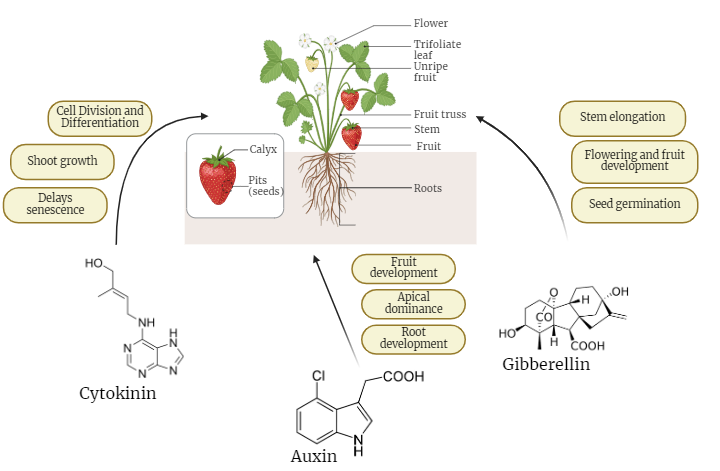 Flower
Trifoliate
leaf
Unripe
fruit
Fruit truss
Stem
Fruit
Roots
Calyx
Pits
(seeds)
Cell Division and
Differentiation
Shoot growth
Delays
senescence
Stem elongation
Flowering and fruit
development
Seed germination
Fruit
development
Apical
dominance
Root
development
HO
NH
H
N
N
N
N
Cytokinin
Cl
COOH
N
H
Auxin
O
OH
H
CO
O
HO
H
COOH
Gibberellin